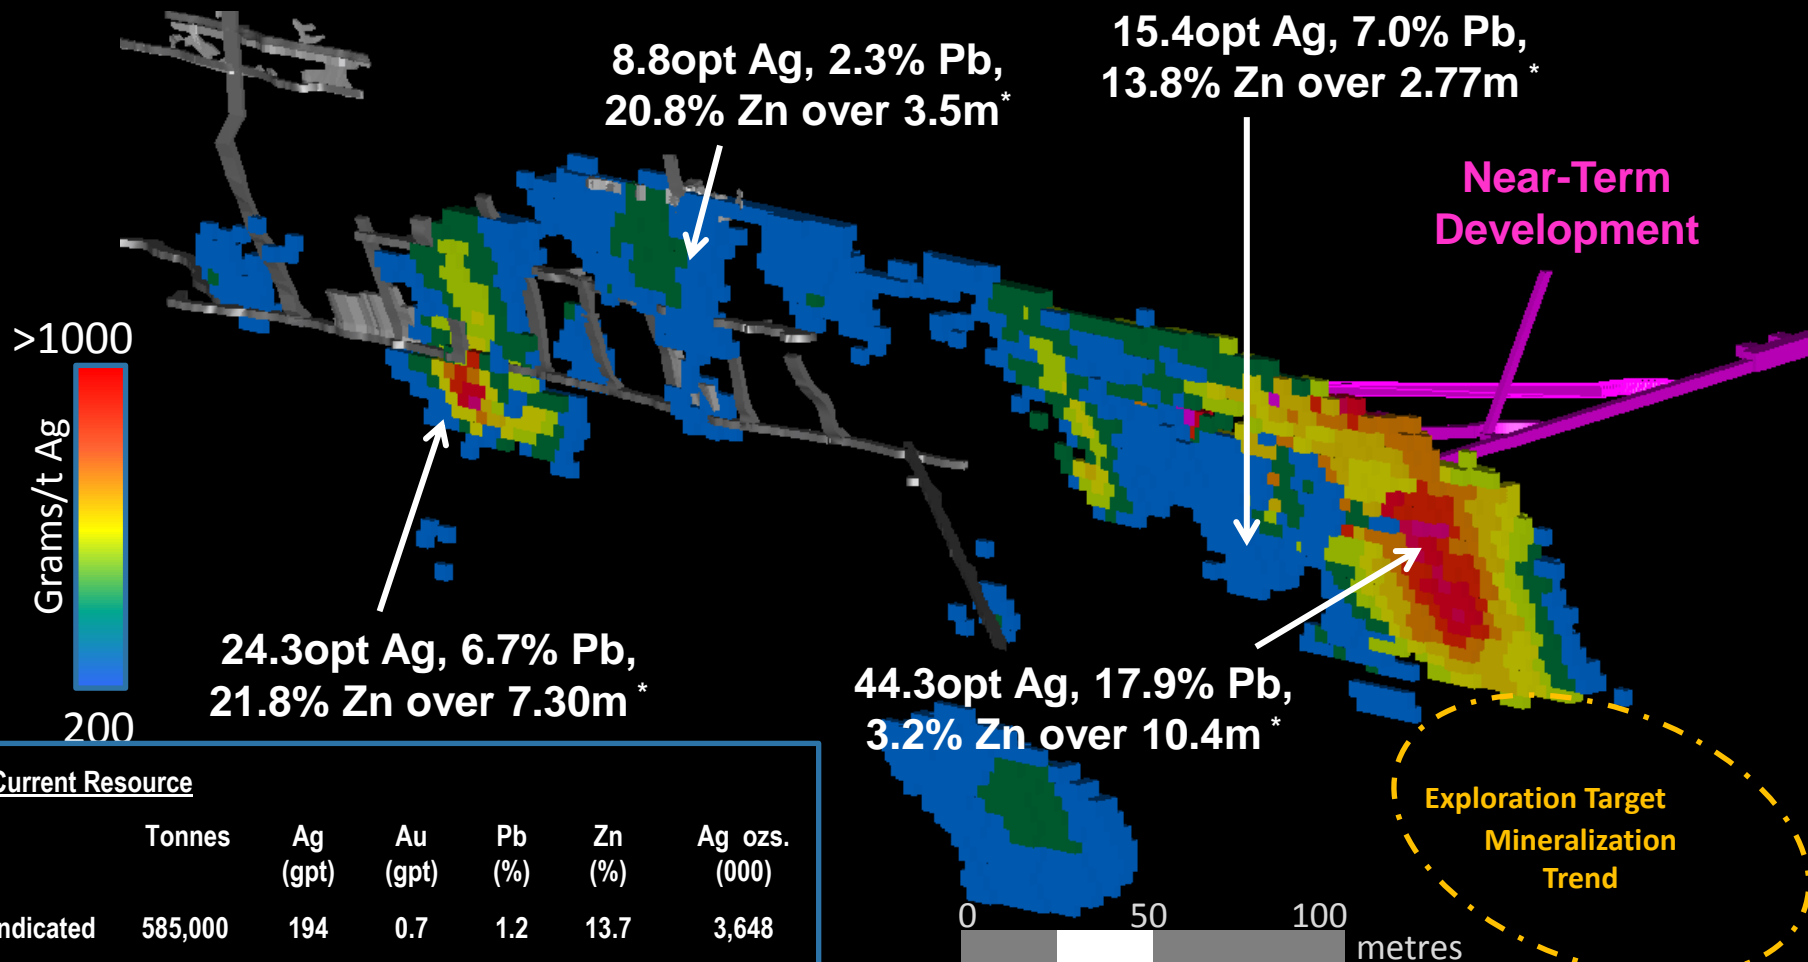 8.8opt Ag, 2.3% Pb,
20.8% Zn over 3.5m*
15.4opt Ag, 7.0% Pb,
13.8% Zn over 2.77m*
Near-Term
Development
>1000
Grams/t Ag
200
24.3opt Ag, 6.7% Pb,
21.8% Zn over 7.30m*
44.3opt Ag, 17.9% Pb,
3.2% Zn over 10.4m*
Exploration Target
Mineralization
Trend
Current Resource
Tonnes Ag Au Pb Zn Ag ozs.
(gpt) (gpt) (%) (%) (000)
ndicated 585,000 194 0.7 1.2 13.7 3,648
0 50 100
metres